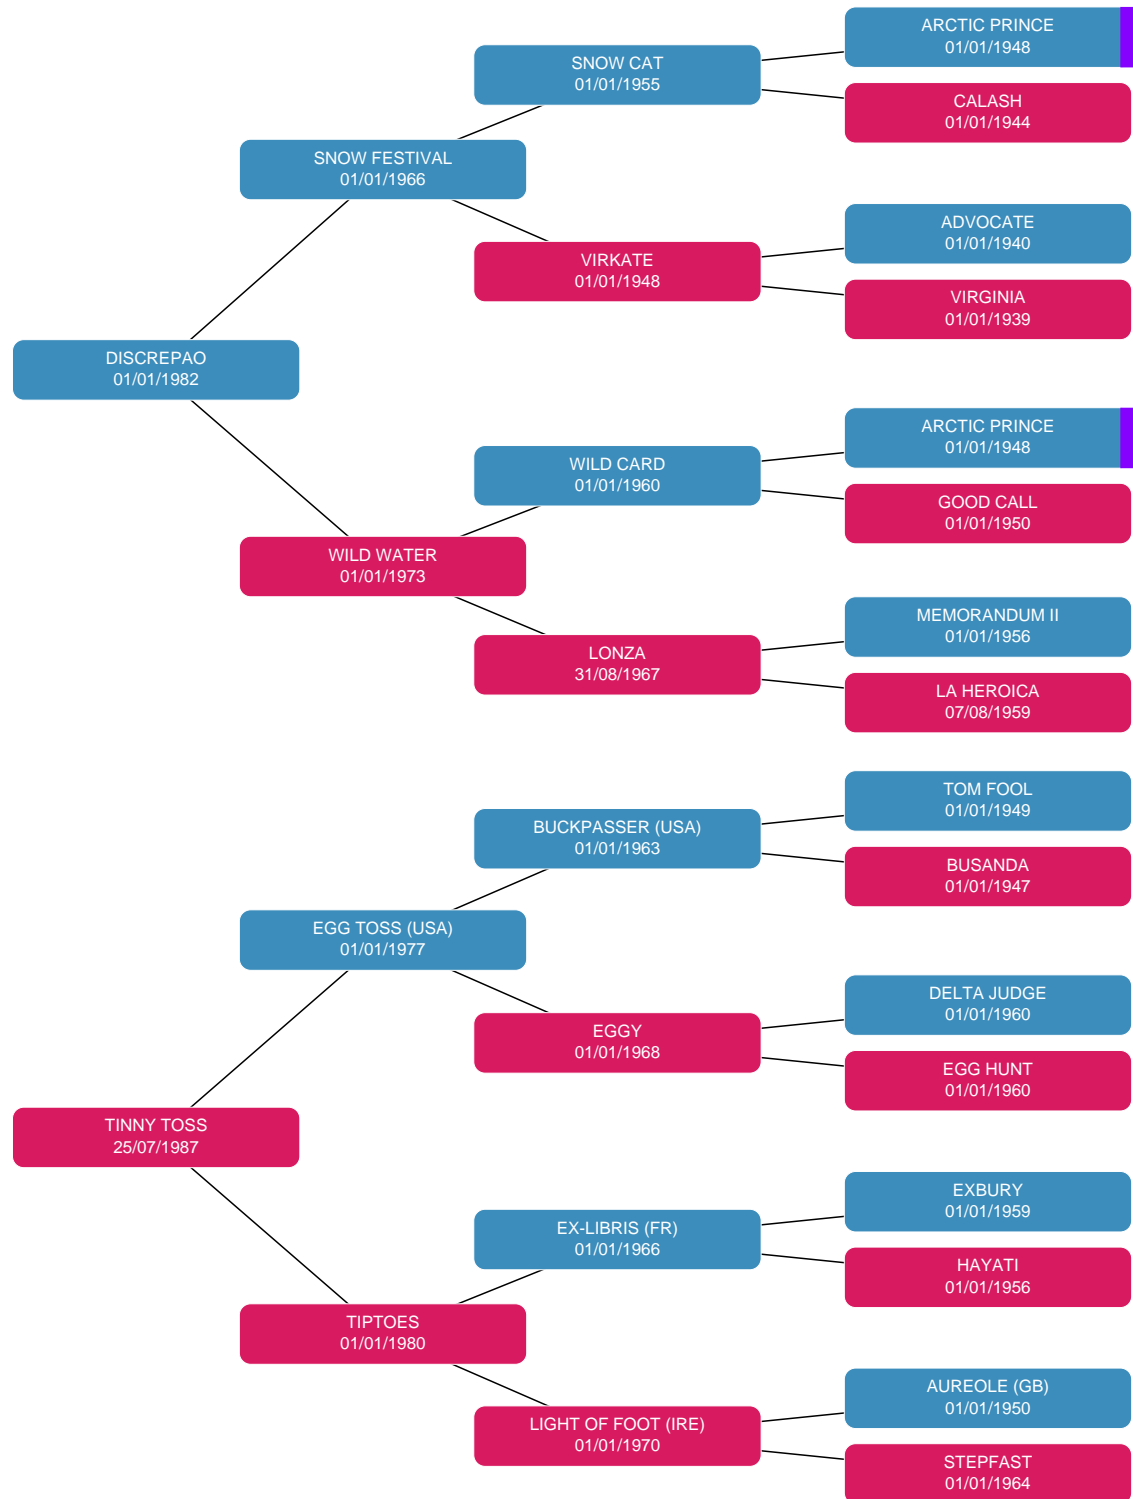 ARCTIC PRINCE
01/01/1948
SNOW CAT
01/01/1955
CALASH
01/01/1944
SNOW FESTIVAL
01/01/1966
ADVOCATE
01/01/1940
VIRKATE
01/01/1948
VIRGINIA
01/01/1939
DISCREPAO
01/01/1982
ARCTIC PRINCE
01/01/1948
WILD CARD
01/01/1960
GOOD CALL
01/01/1950
WILD WATER
01/01/1973
MEMORANDUM II
01/01/1956
LONZA
31/08/1967
LA HEROICA
07/08/1959
TOM FOOL
01/01/1949
BUCKPASSER (USA)
01/01/1963
BUSANDA
01/01/1947
EGG TOSS (USA)
01/01/1977
DELTA JUDGE
01/01/1960
EGGY
01/01/1968
EGG HUNT
01/01/1960
TINNY TOSS
25/07/1987
EXBURY
01/01/1959
EX-LIBRIS (FR)
01/01/1966
HAYATI
01/01/1956
TIPTOES
01/01/1980
AUREOLE (GB)
01/01/1950
LIGHT OF FOOT (IRE)
01/01/1970
STEPFAST
01/01/1964